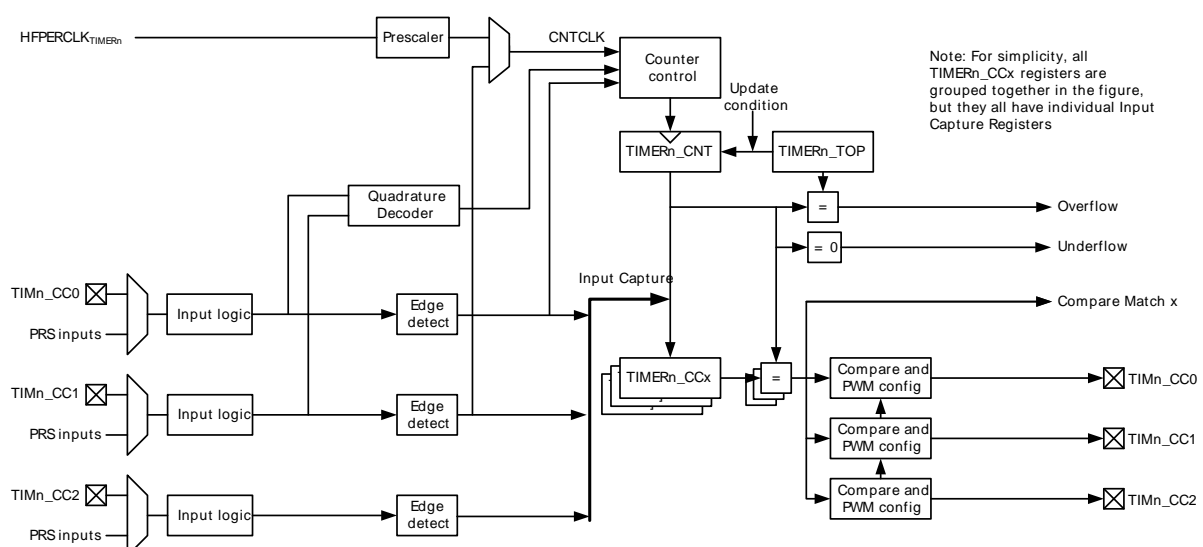 HFPERCLKTIMERn
Prescaler
CNTCLK
Counter
control
Note: For simplicity, all
TIMERn_CCx registers are
grouped together in the figure,
but they all have individual Input
Capture Registers
Update
condition
TIMERn_CNT
TIMERn_TOP
Quadrature
Decoder
=
Overflow
= 0
Underflow
Input Capture
TIMn_CC0
PRS inputs
Input logic
Edge
detect
Compare Match x
TIMERn_CCx
=
Compare and
PWM config
TIMn_CC0
TIMn_CC1
PRS inputs
Input logic
Edge
detect
Compare and
PWM config
TIMn_CC1
TIMn_CC2
PRS inputs
Input logic
Edge
detect
Compare and
PWM config
TIMn_CC2